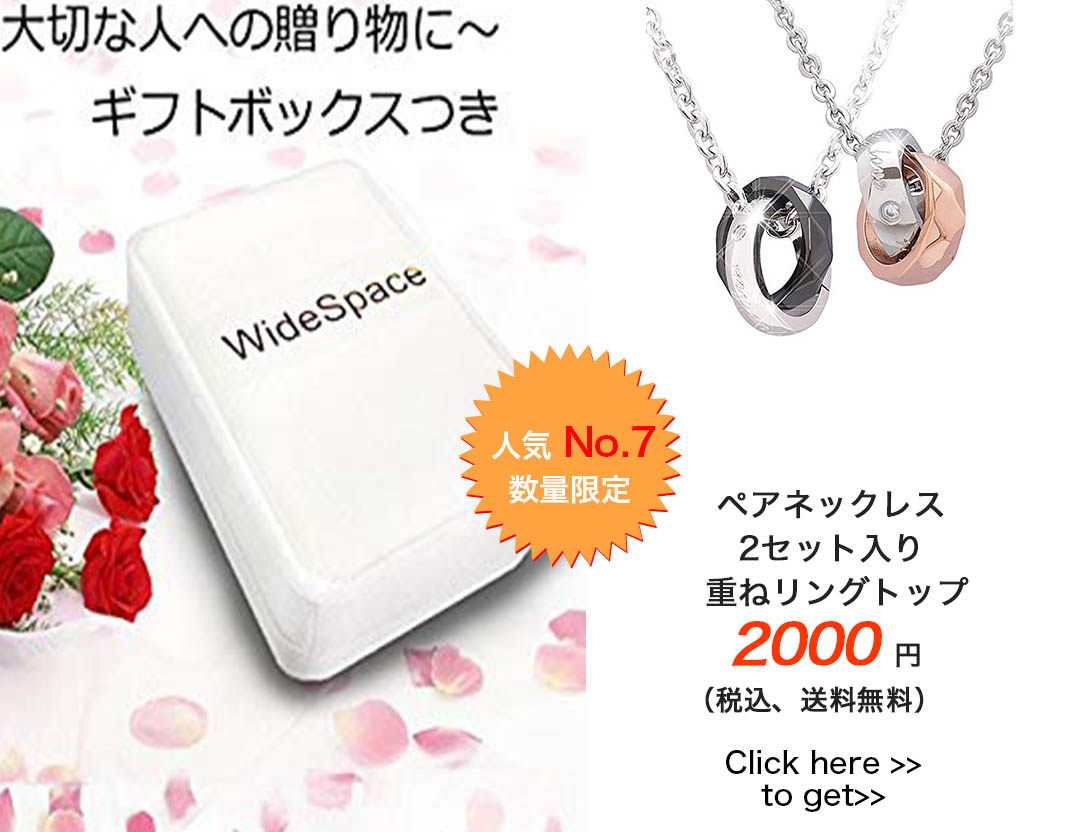 大切な人への贈り物に～
ギフトボックスつき
WideSpace
人気 No.7
数量限定
ペアネックレス
2セット入り
重ねリングトップ
2000 円
（税込、送料無料）
Click here >>
to get>>